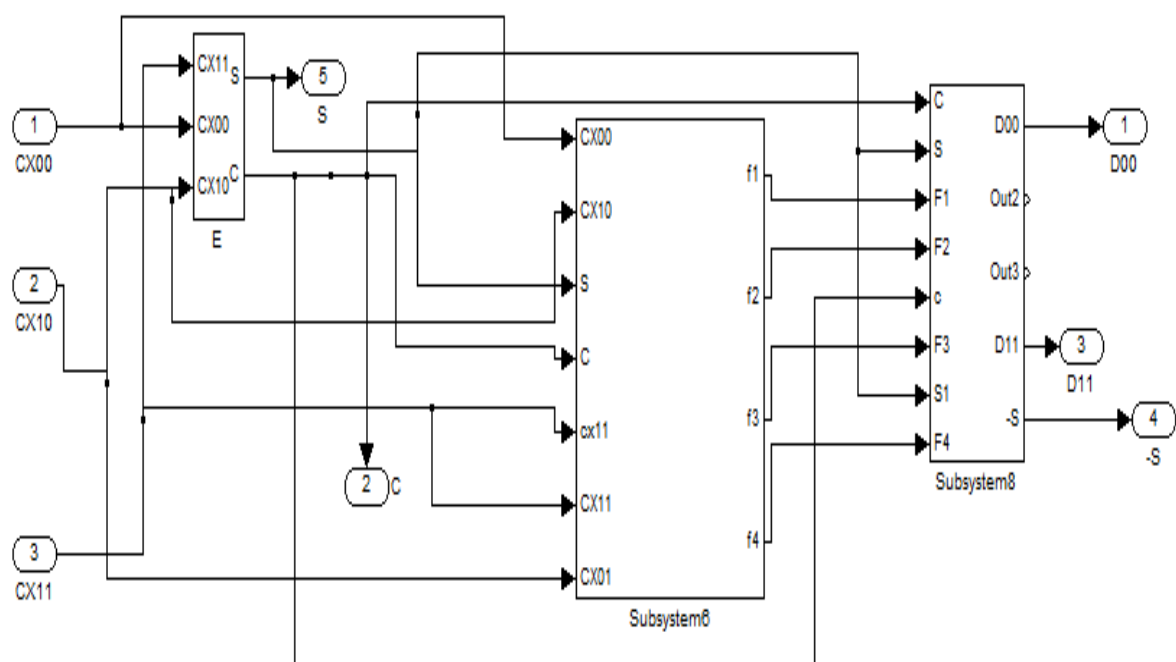 1
CX00
2
CX10
3
CX11
CX11
CX00
CX10
S
C
E
5
S
2
C
CX00
CX10
S
C
cx11
CX11
CX01
f1
f2
f3
f4
Subsystem6
C
S
F1
F2
c
F3
S1
F4
D00
Out2
Out3
D11
-S
Subsystem8
1
D00
3
D11
4
-S